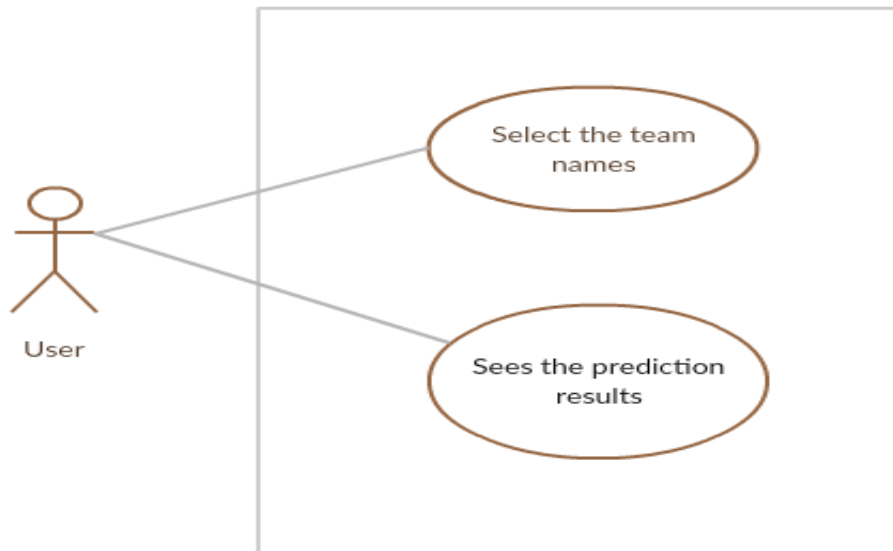 Select the team
names
User
Sees the prediction
results